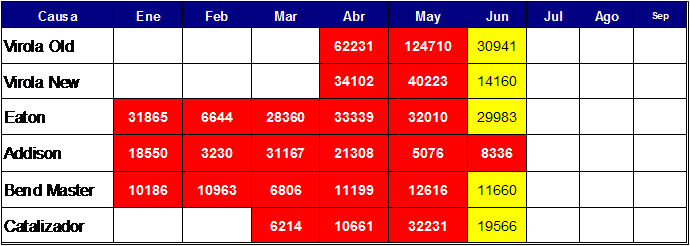 Causa Ene Feb Mar Abr May Jun Jul Ago Sep
Virola Old 62231 124710 30941
Virola New 34102 40223 14160
Eaton 31865 6644 28360 33339 32010 29983
Addison 18550 3230 31167 21308 5076 8336
Bend Master 10186 10963 6806 11199 12616 11660
Catalizador 6214 10661 32231 19566